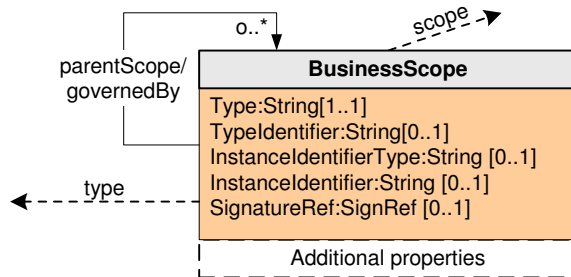 scope
o..*
parentScope/
governedBy
BusinessScope
Type:String[1..1]
TypeIdentifier:String[0..1]
InstanceIdentifierType:String [0..1]
InstanceIdentifier:String [0..1]
SignatureRef:SignRef [0..1]
type
Additional properties